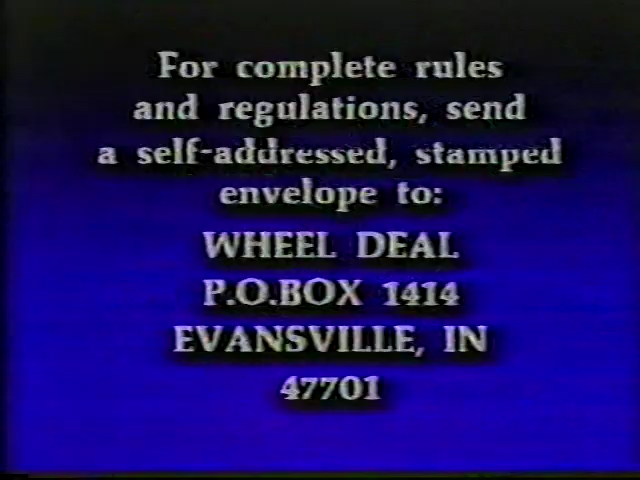 For complete rules
and regulations, send
a self-addressed, stamped
envelope to:
WHEEL DEAL
P.O.BOX 1414
EVANSVILLE, IN
47701